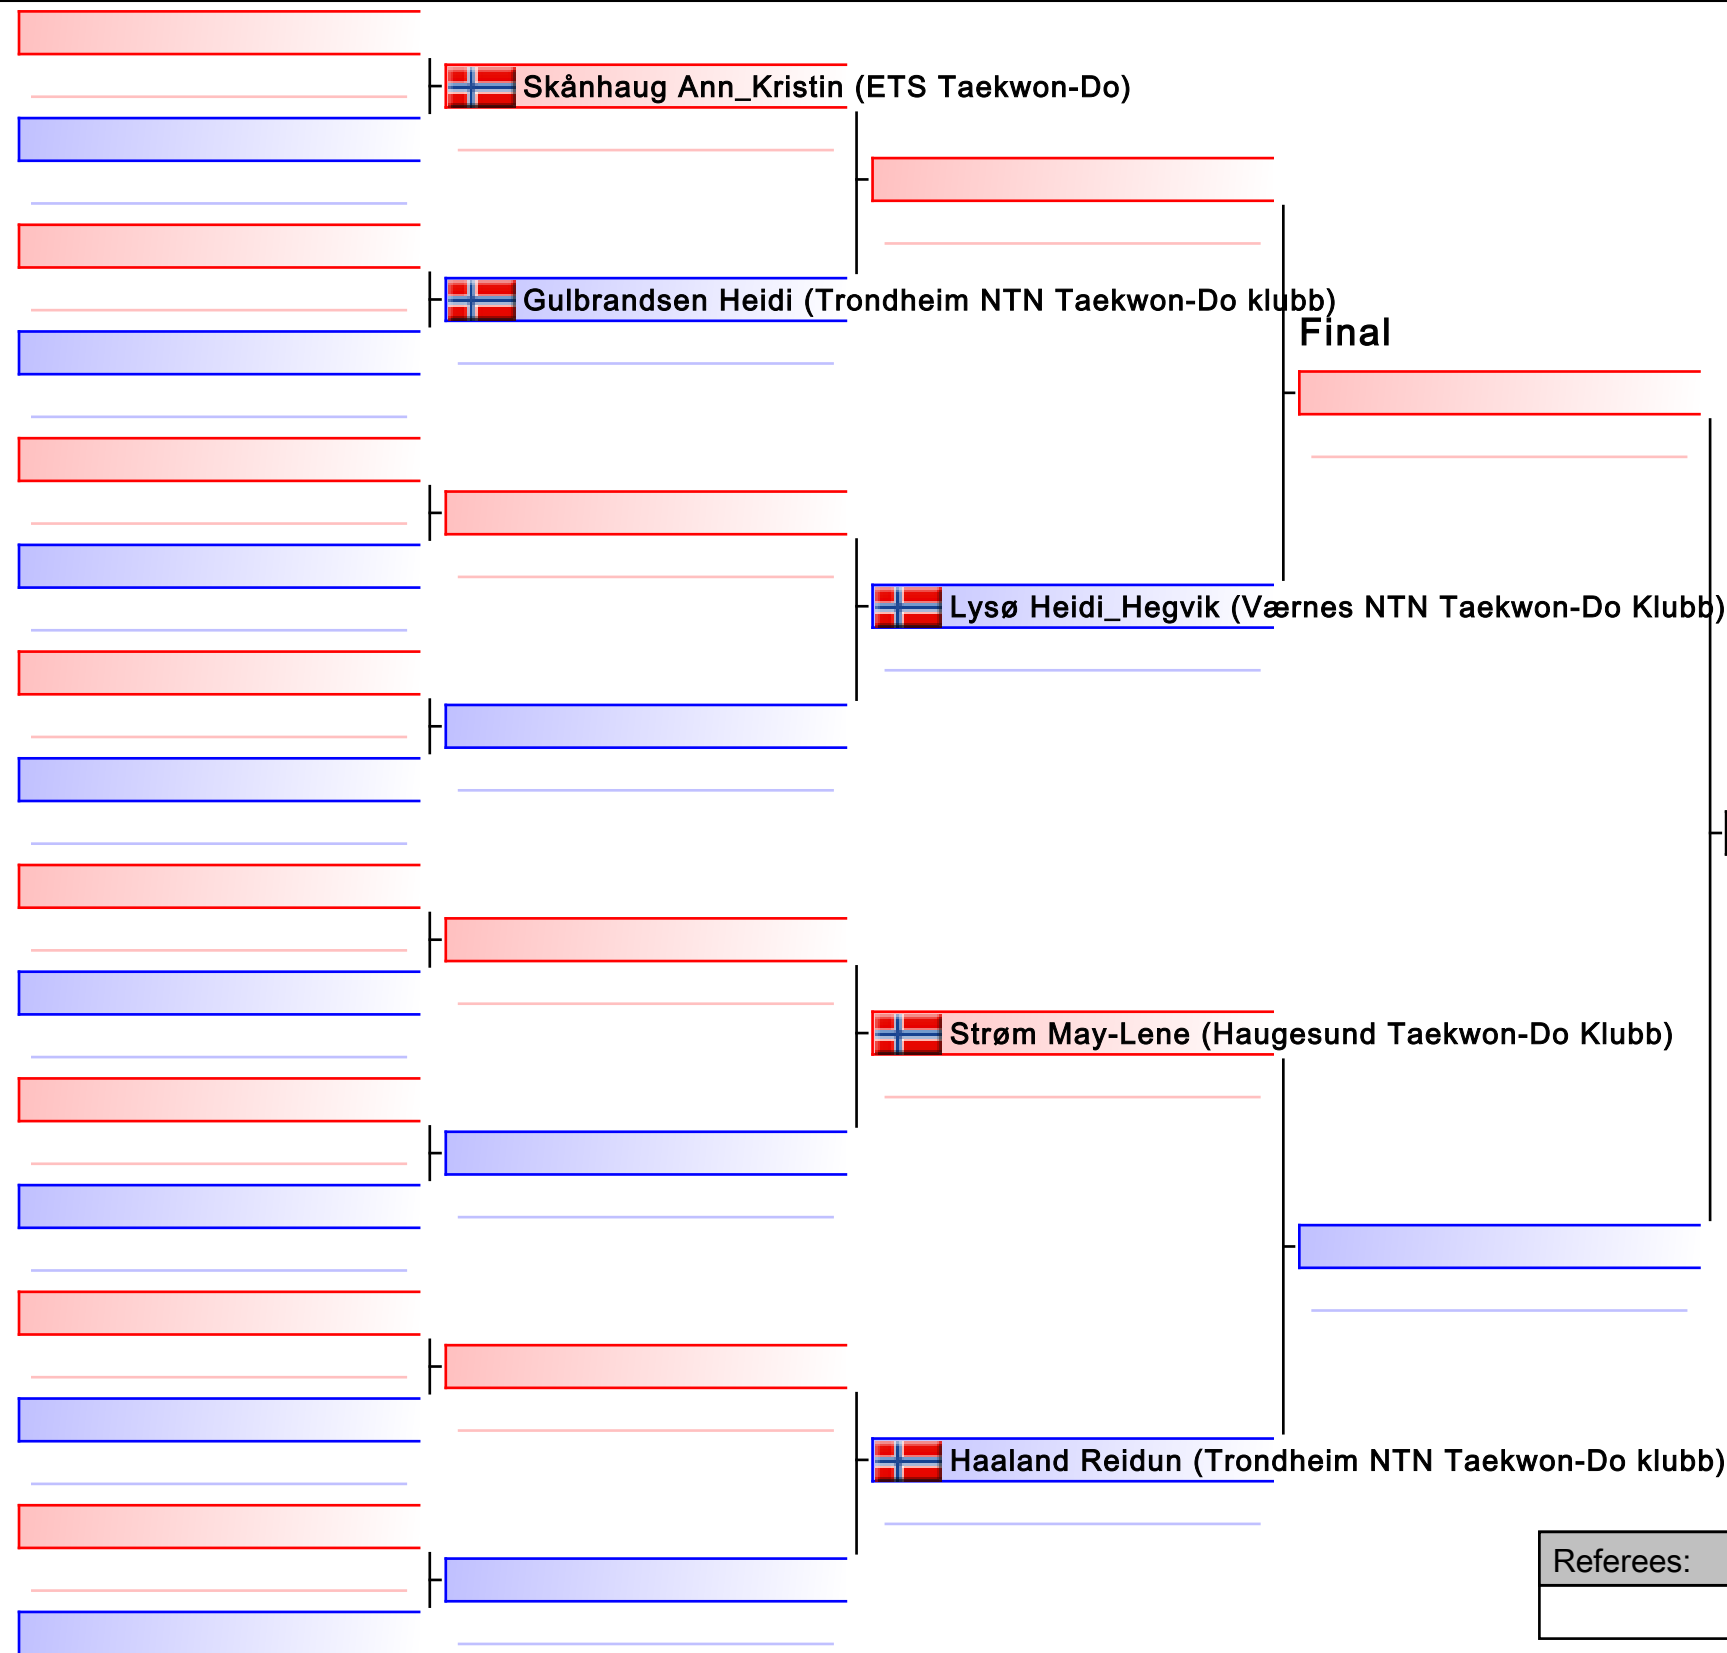 Skånhaug Ann_Kristin (ETS Taekwon-Do)
Gulbrandsen Heidi (Trondheim NTN Taekwon-Do klubb)
Final
Lysø Heidi_Hegvik (Værnes NTN Taekwon-Do Klubb)
Strøm May-Lene (Haugesund Taekwon-Do Klubb)
Haaland Reidun (Trondheim NTN Taekwon-Do klubb)
Referees: